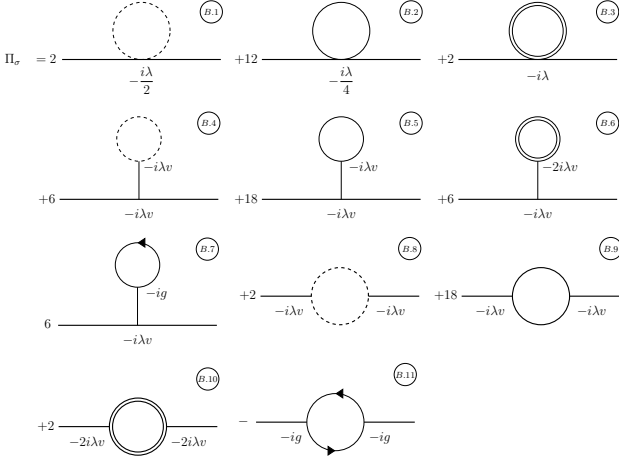 B.1 B.2 B.3
Πσ = 2 +12 +2
−iλ/2 −iλ/4 −iλ
B.4 B.5 B.6
−iλv −iλv −2iλv
+6 +18 +6
−iλv −iλv −iλv
B.7 B.8 B.9
−ig +2 +18
−iλv −iλv −iλv −iλv
6
−iλv
B.10 B.11
+2 −
−2iλv −2iλv −ig −ig